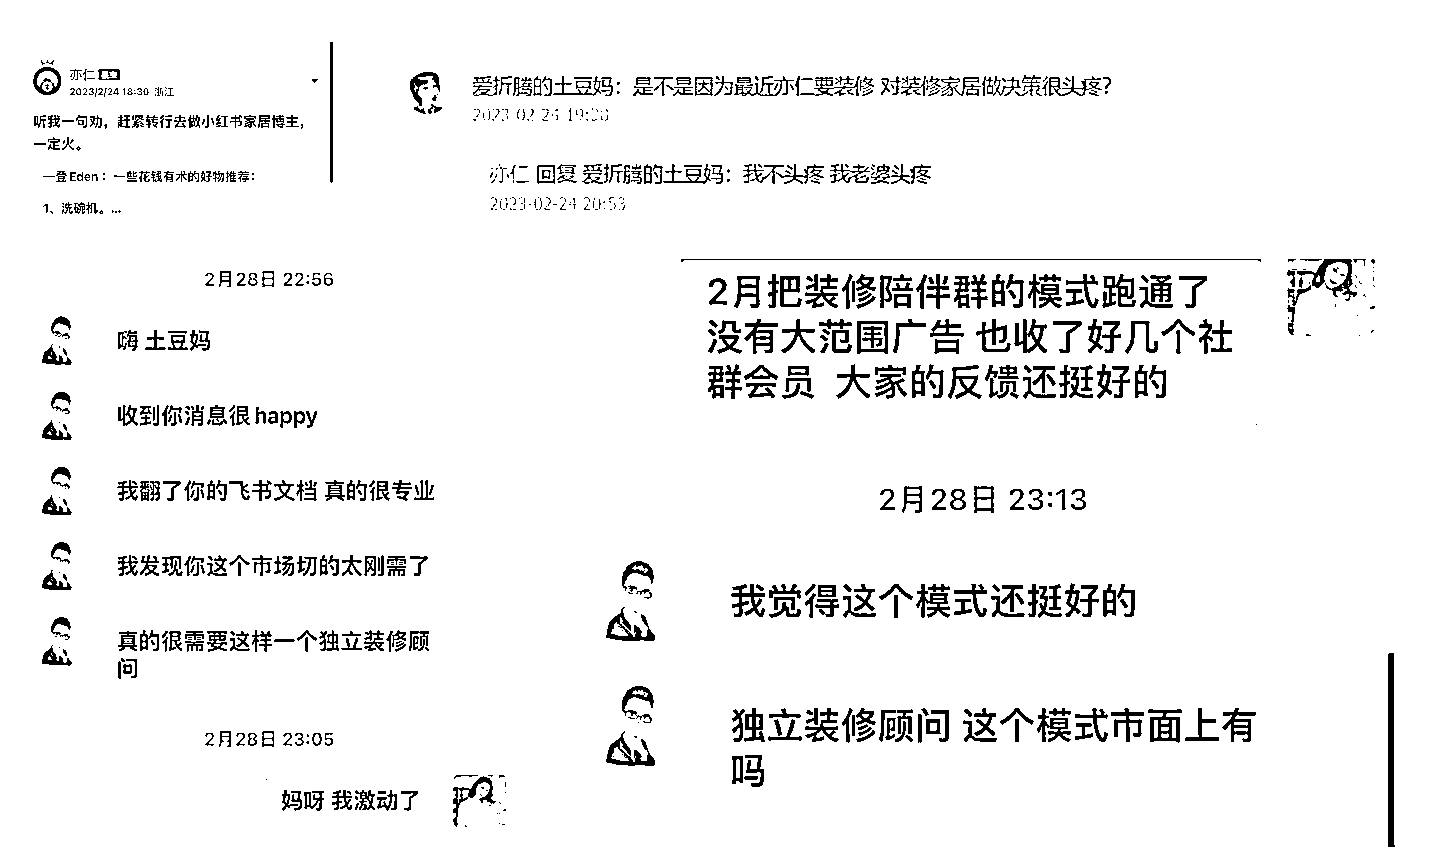 亦仁
2023/2/24 18:39 浙江
听我一句劝，赶紧转行去做小红书家居博主，
一定火。
一登Eden：一些花钱有术的好物推荐：
1、洗碗机。...
爱折腾的土豆妈：是不是因为最近亦仁要装修 对装修家居做决策很头疼？
亦仁 回复 爱折腾的土豆妈：我不头疼 我老婆头疼
2023-02-24 20:53
2月28日 22:56
嗨 土豆妈
收到你消息很happy
我翻了你的飞书文档 真的很专业
我发现你这个市场切的太刚需了
真的很需要这样一个独立装修顾
问
2月28日 23:05
妈呀 我激动了
2月把装修陪伴群的模式跑通了
没有大范围广告 也收了好几个社
群会员 大家的反馈还挺好的
2月28日 23:13
我觉得这个模式还挺好的
独立装修顾问 这个模式市面上有
吗